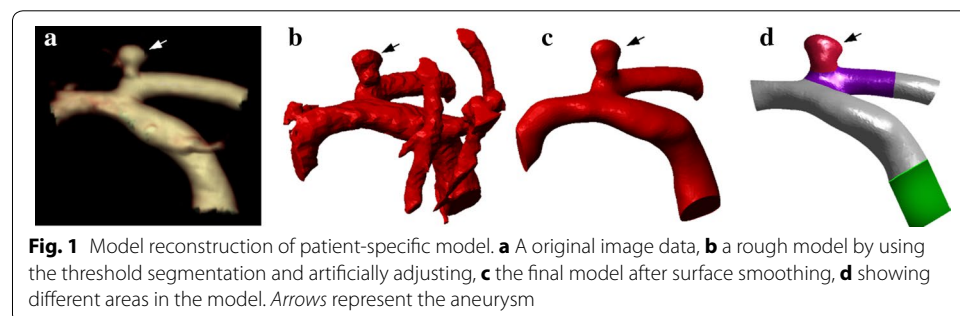 a b c d
Fig. 1 Model reconstruction of patient-specific model. a A original image data, b a rough model by using
the threshold segmentation and artificially adjusting, c the final model after surface smoothing, d showing
different areas in the model. Arrows represent the aneurysm